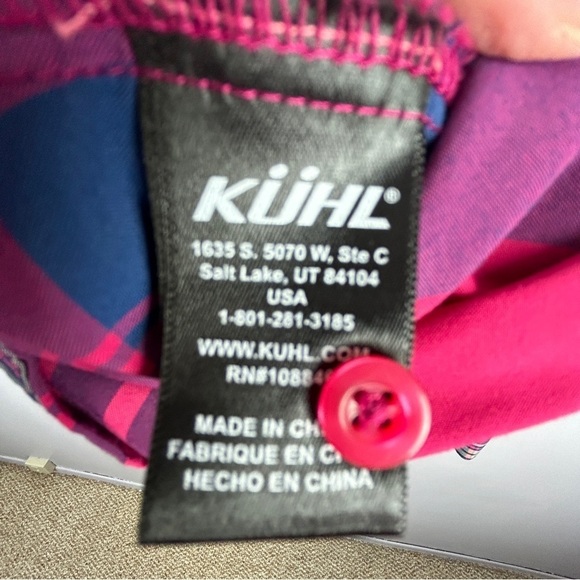 KÜHL®
1635 S. 5070 W, Ste C
Salt Lake, UT 84104
USA
1-801-281-3185
WWW.KUHL.COM
MADE IN
FABRIQUE EN
HECHO EN CHINA